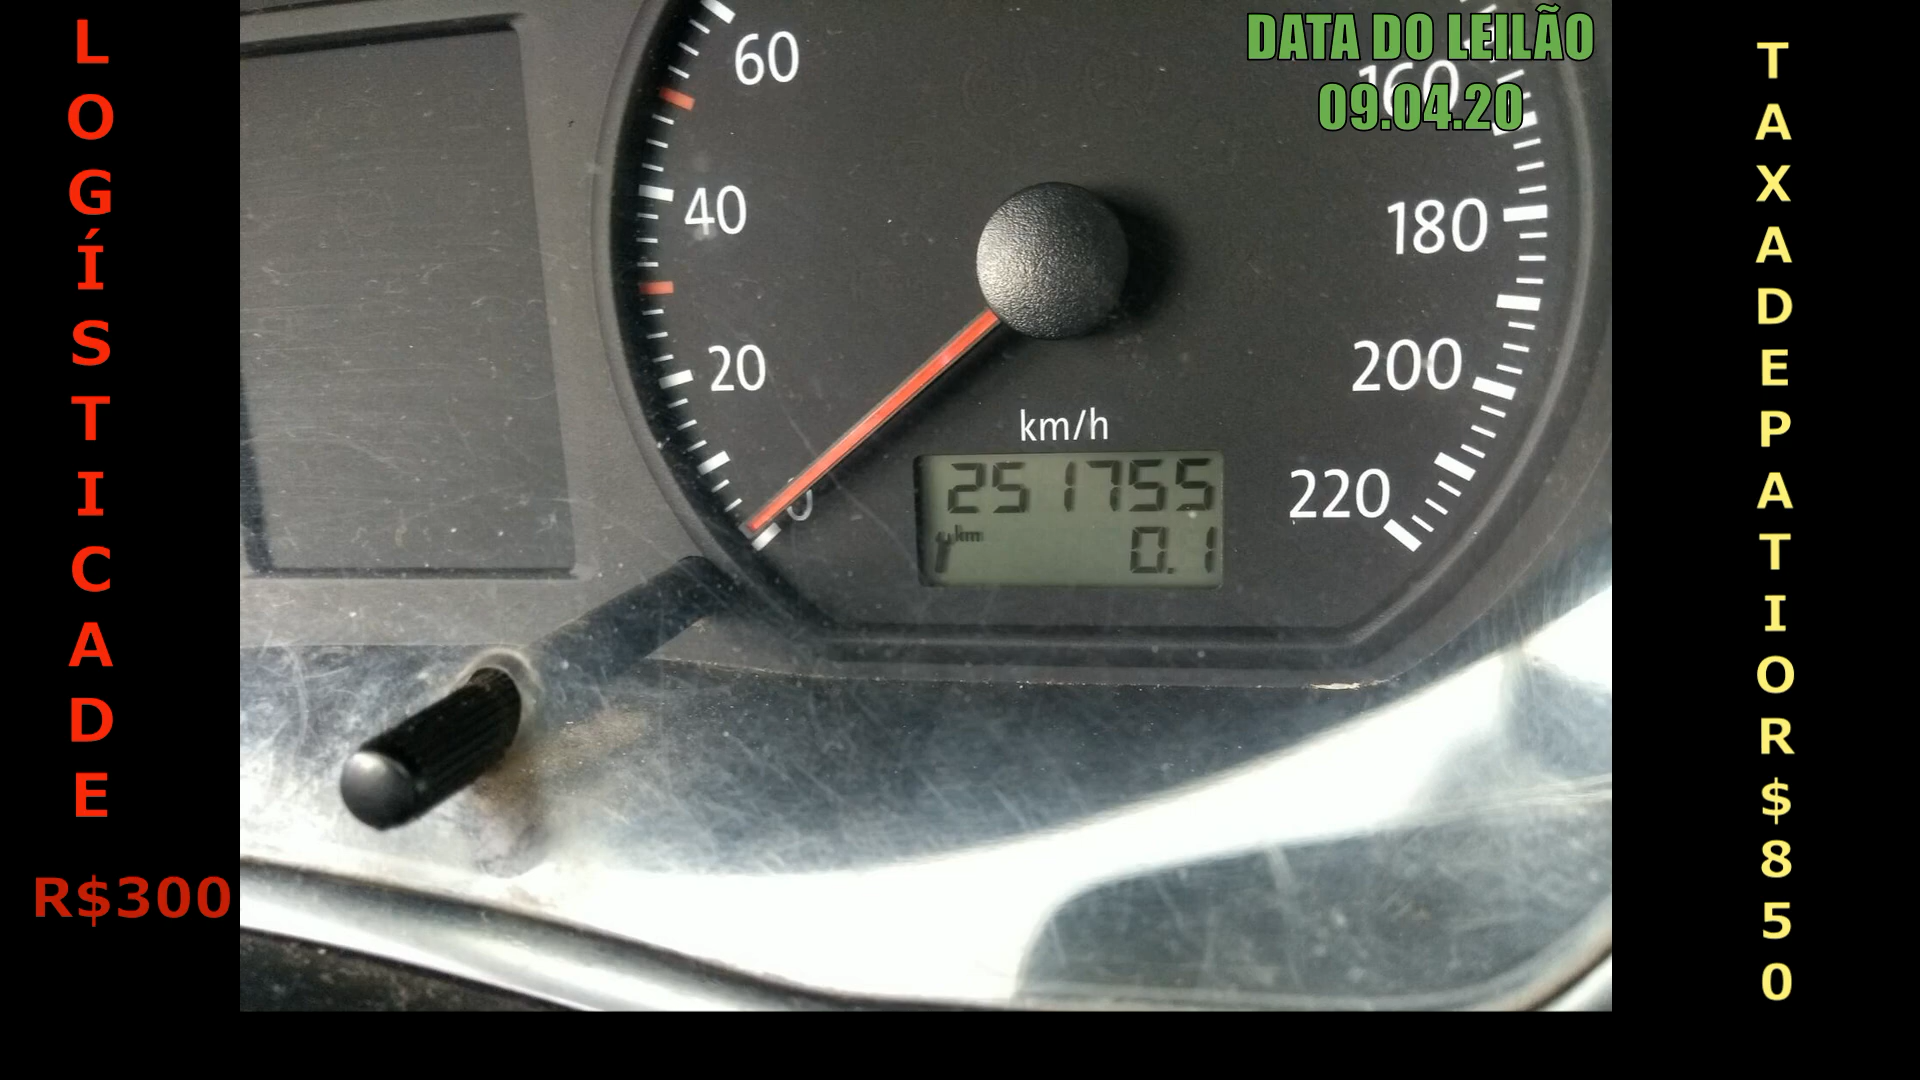 LOGÍSTICA DE
R$300
DATA DO LEILÃO
09.04.20
60
40
20
0
160
180
200
220
km/h
251755
km
0.1
TAXA DE PATIO R$850